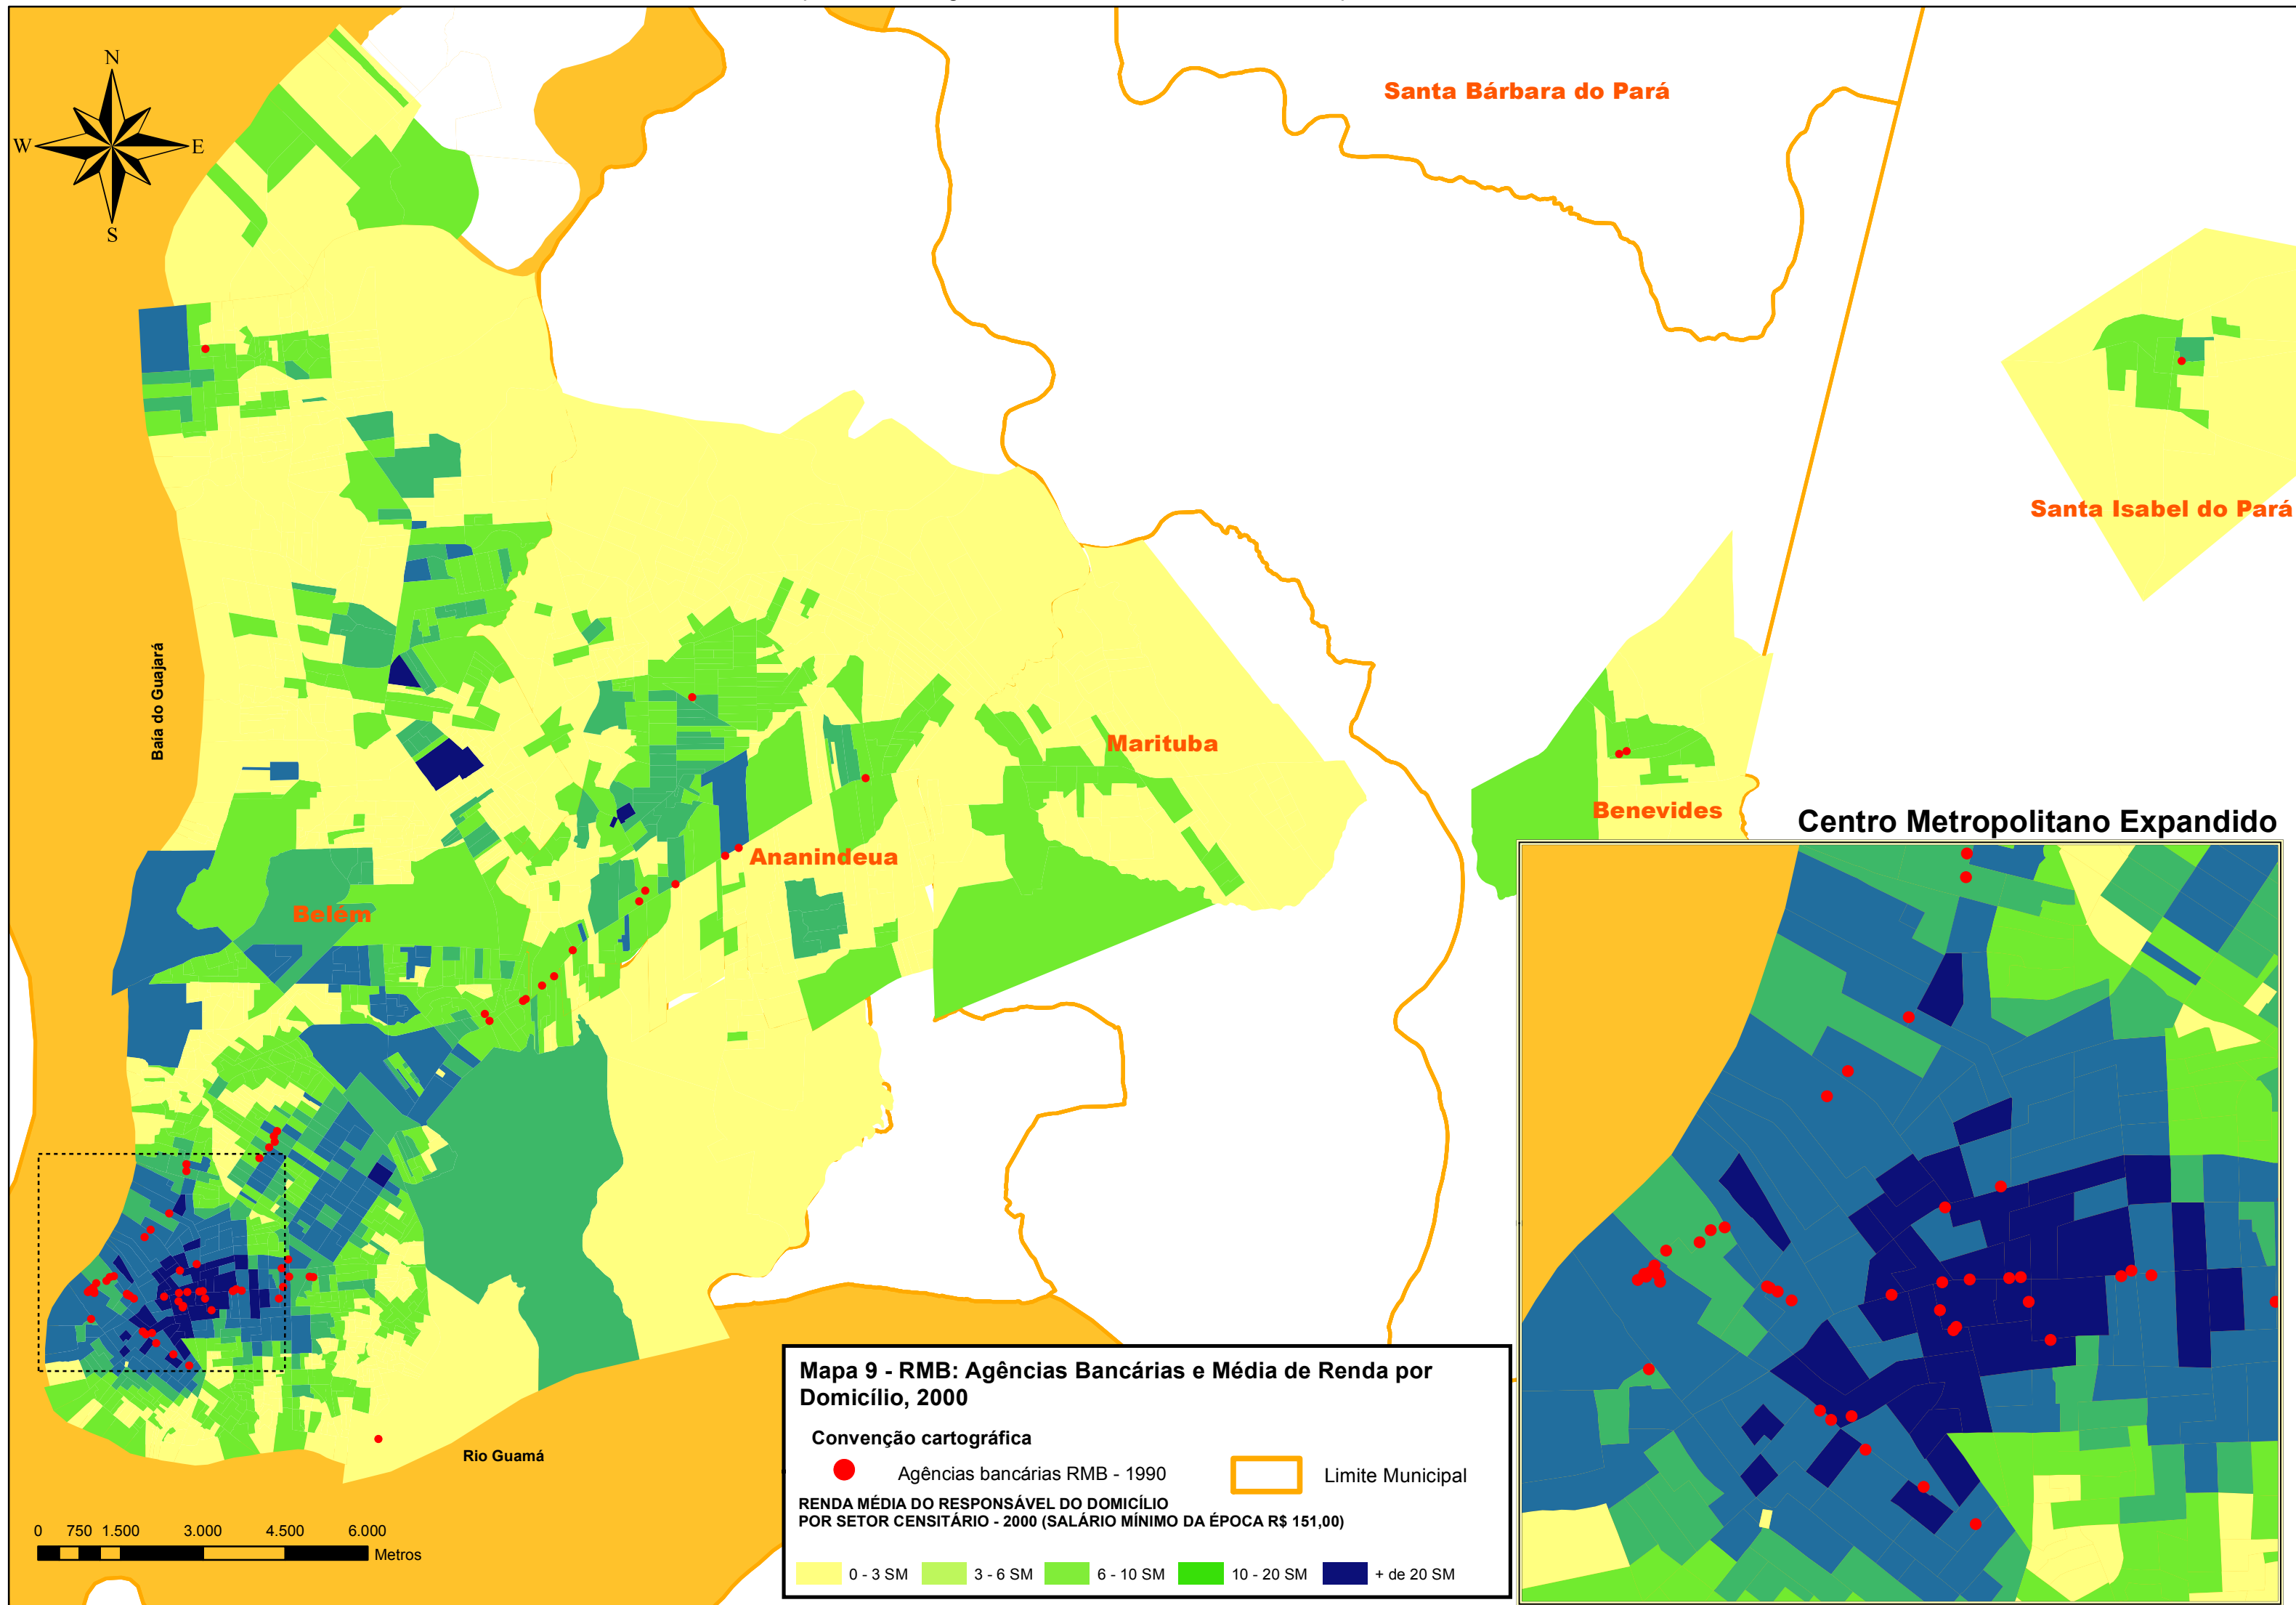 N
W
E
S
Santa Bárbara do Pará
Santa Isabel do Pará
Baía do Guajará
Marituba
Benevides
Centro Metropolitano Expandido
Ananindeua
Belém
Rio Guamá
0 750 1.500 3.000 4.500 6.000
Metros
Mapa 9 - RMB: Agências Bancárias e Média de Renda por
Domicílio, 2000
Convenção cartográfica
Agências bancárias RMB - 1990
Limite Municipal
RENDA MÉDIA DO RESPONSÁVEL DO DOMICÍLIO
POR SETOR CENSITÁRIO - 2000 (SALÁRIO MÍNIMO DA ÉPOCA R$ 151,00)
0 - 3 SM 3 - 6 SM 6 - 10 SM 10 - 20 SM + de 20 SM